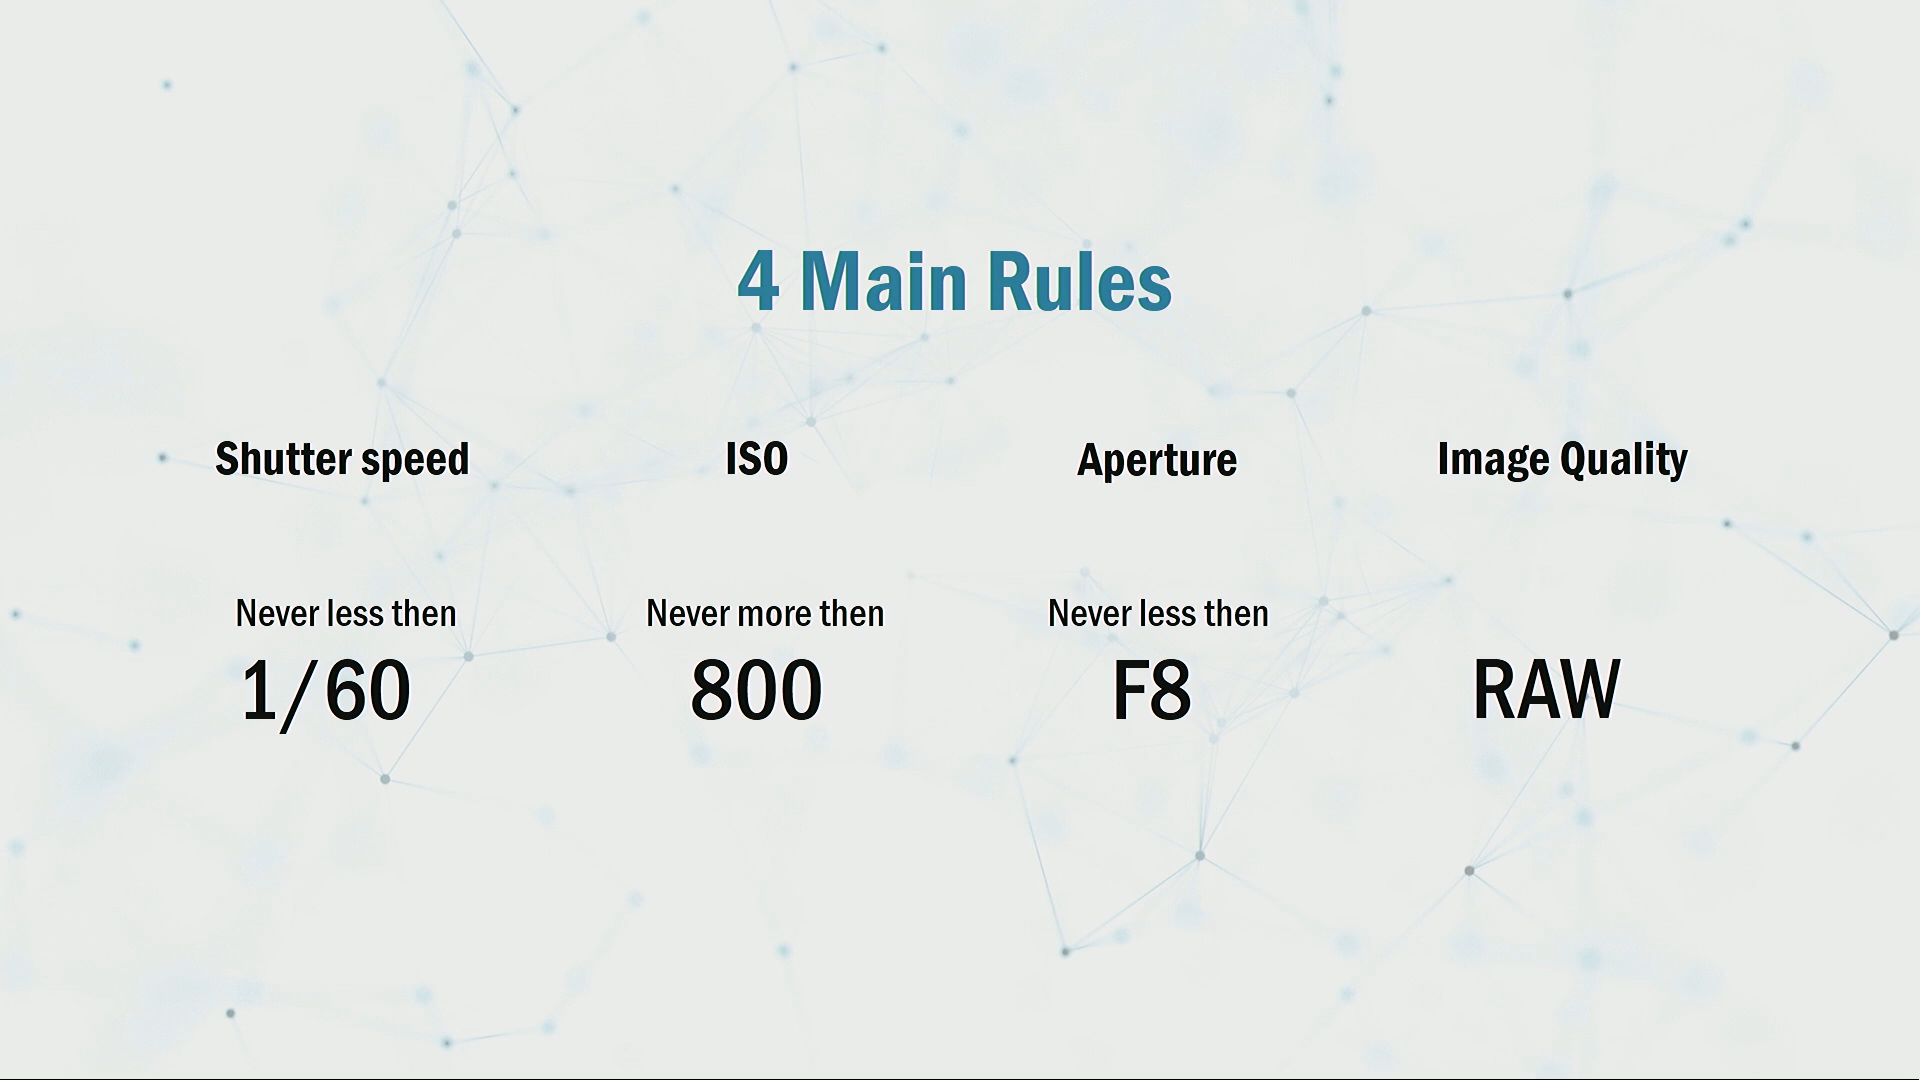 4 Main Rules
Shutter speed
ISO
Aperture
Image Quality
Never less then
1/60
Never more then
800
Never less then
F8
RAW